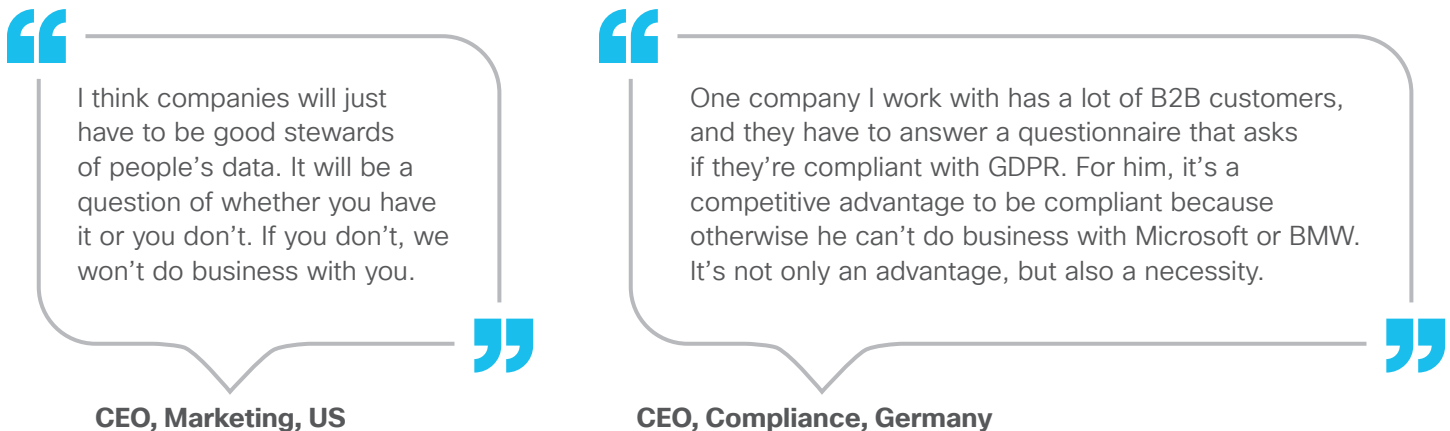 I think companies will just
have to be good stewards
of people’s data. It will be a
question of whether you have
it or you don’t. If you don’t, we
won’t do business with you.
CEO, Marketing, US
One company I work with has a lot of B2B customers,
and they have to answer a questionnaire that asks
if they’re compliant with GDPR. For him, it’s a
competitive advantage to be compliant because
otherwise he can’t do business with Microsoft or BMW.
It’s not only an advantage, but also a necessity.
CEO, Compliance, Germany